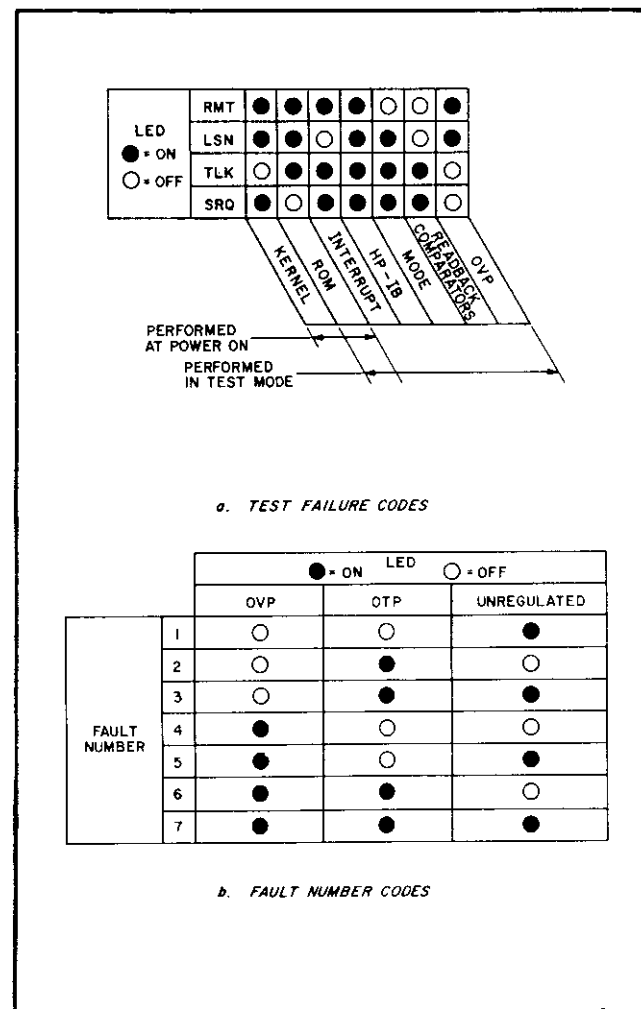 LED
● = ON
○ = OFF
RMT ● ● ● ● ○ ○ ●
LSN ● ● ○ ● ● ○ ●
TLK ○ ● ● ● ● ● ○
SRQ ● ○ ● ● ● ● ○
KERNEL
ROM
INTERRUPT
HP-IB
MODE
READBACK
COMPARATORS
OVP
PERFORMED
AT POWER ON
PERFORMED
IN TEST MODE
a. TEST FAILURE CODES
LED
● = ON ○ = OFF
OVP OTP UNREGULATED
FAULT
NUMBER
1 ○ ○ ●
2 ○ ● ○
3 ○ ● ●
4 ● ○ ○
5 ● ○ ●
6 ● ● ○
7 ● ● ●
b. FAULT NUMBER CODES